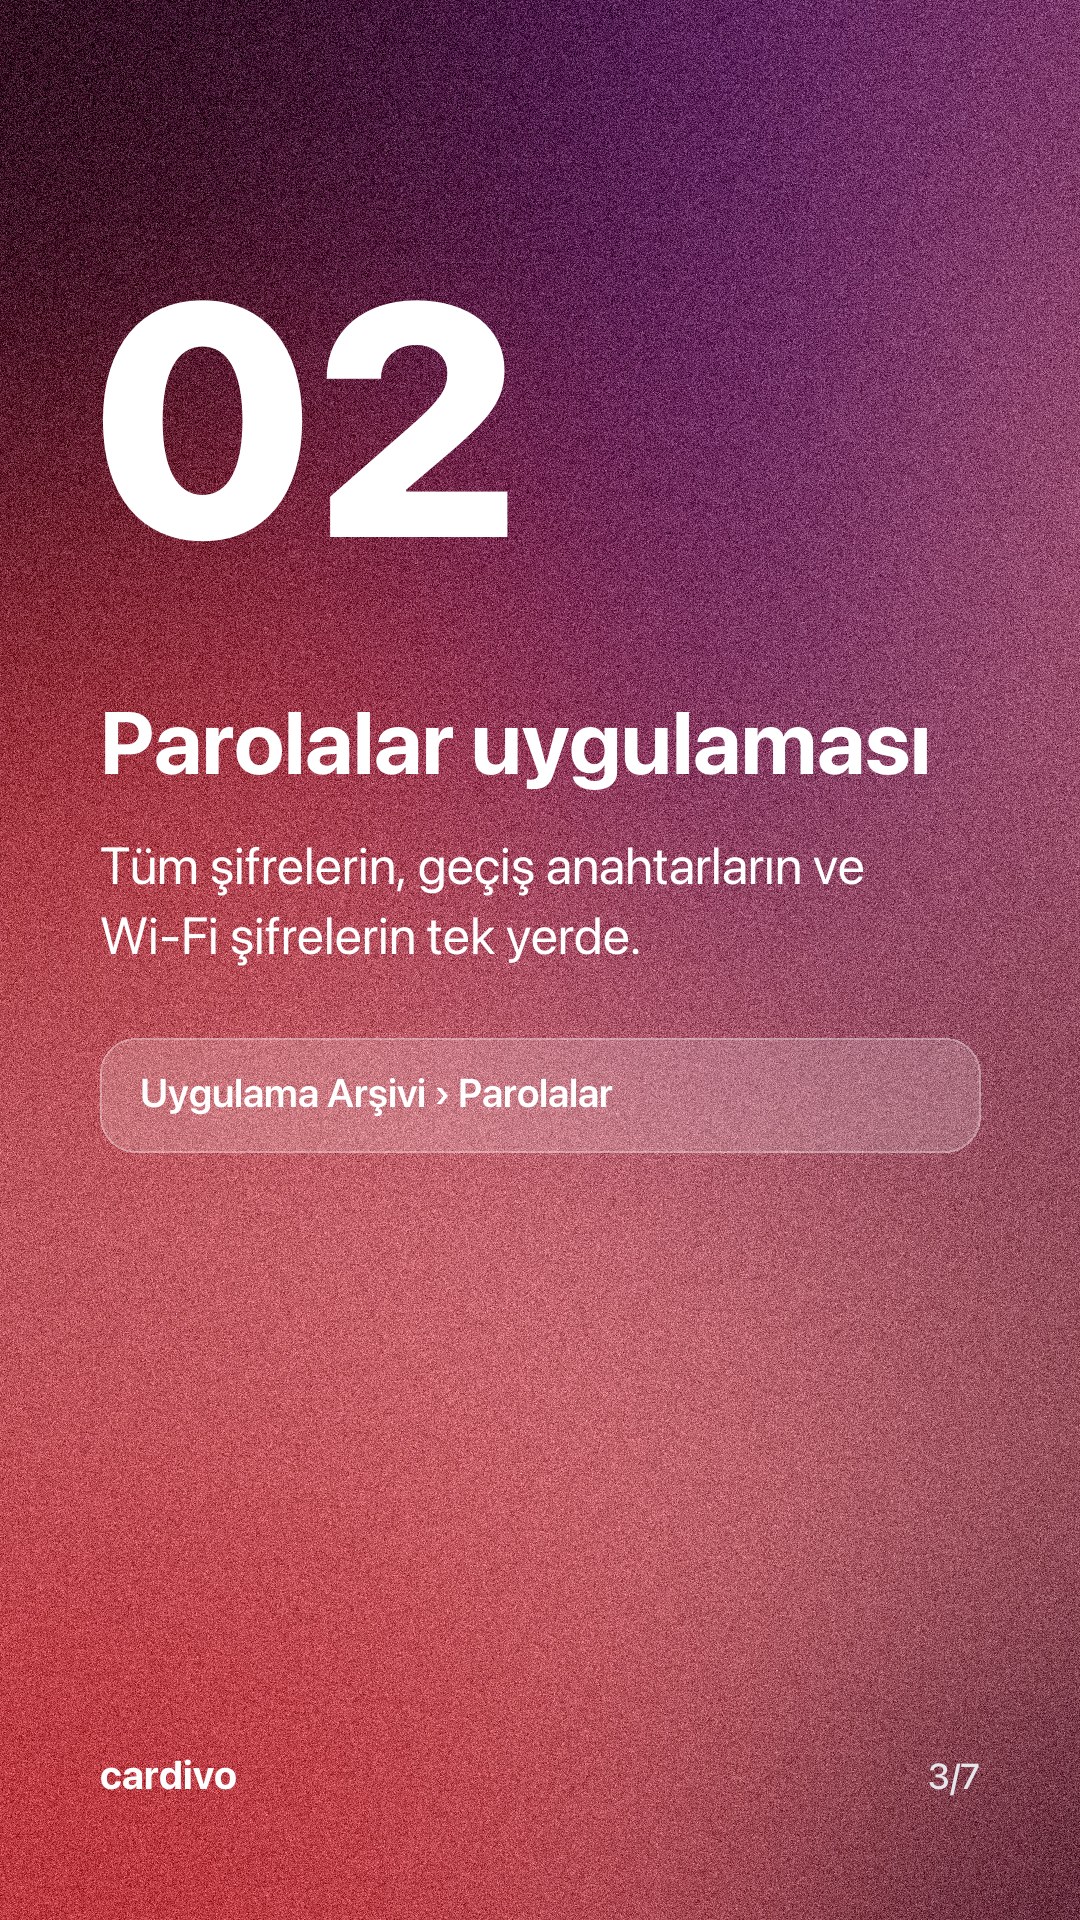 02
Parolalar uygulaması
Tüm şifrelerin, geçiş anahtarların ve
Wi-Fi şifrelerin tek yerde.
Uygulama Arşivi › Parolalar
cardivo
3/7